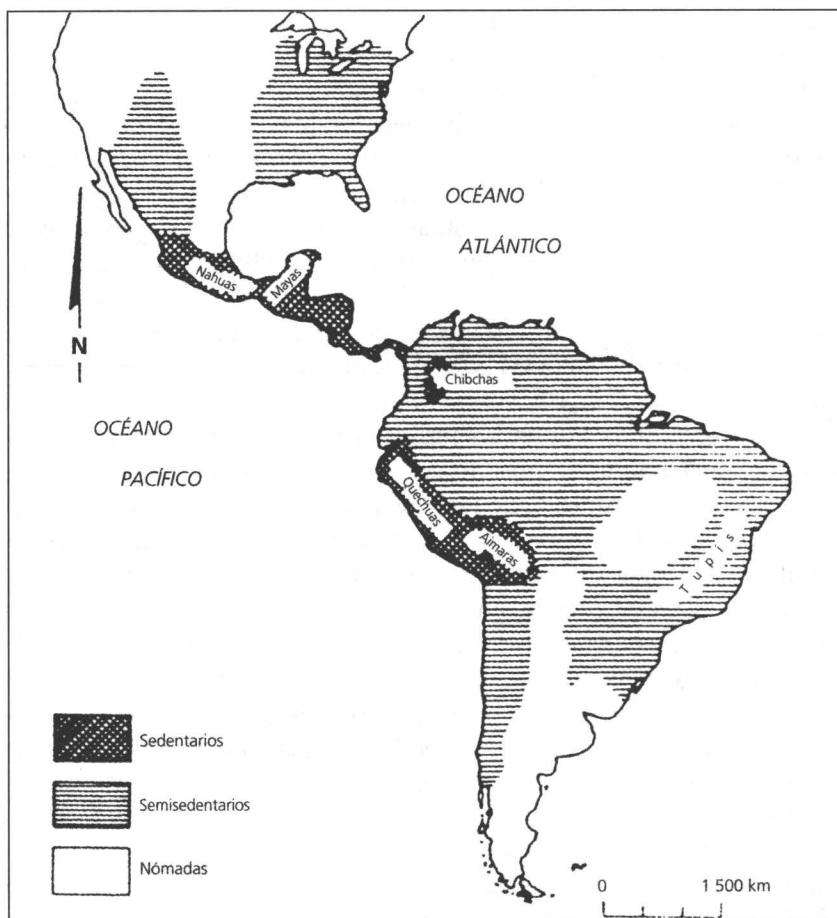 OCÉANO
ATLÁNTICO
Nahuas
Mayas
N
Chibchas
OCÉANO
PACÍFICO
Quechuas
Aimaras
Tupís
Sedentarios
Semisedentarios
Nómadas
0 1 500 km